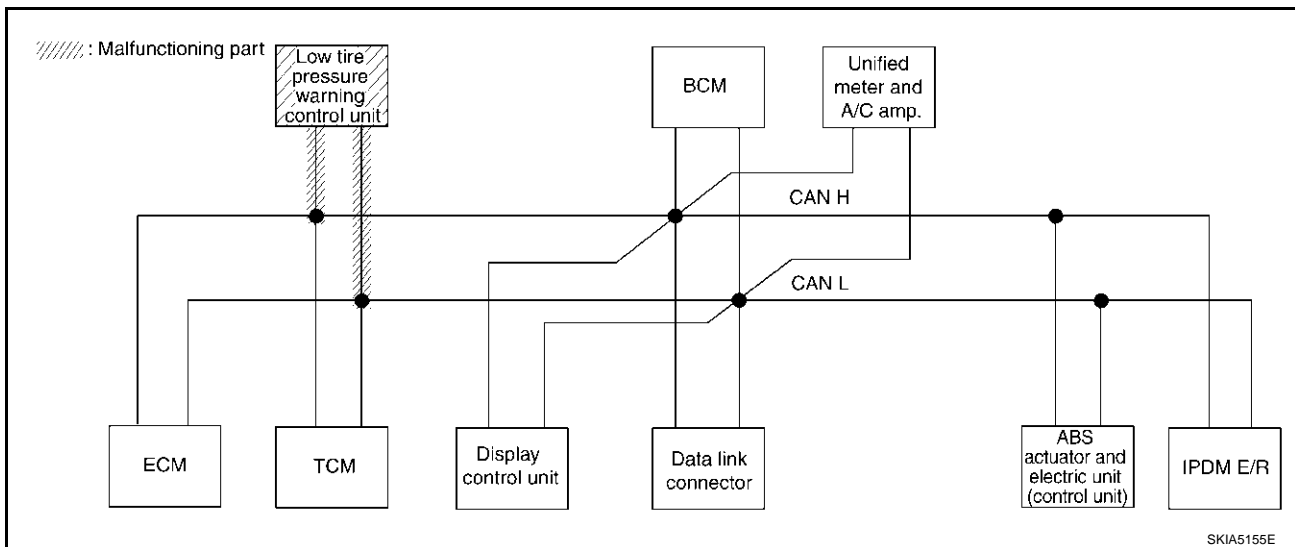 : Malfunctioning part
Low tire
pressure
warning
control unit
BCM
Unified
meter and
A/C amp.
CAN H
CAN L
ECM
TCM
Display
control unit
Data link
connector
ABS
actuator and
electric unit
(control unit)
IPDM E/R
SKIA5155E